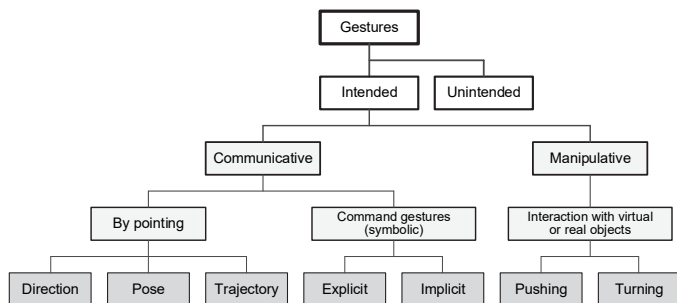 Gestures
Intended
Unintended
Communicative
Manipulative
By pointing
Command gestures
(symbolic)
Interaction with virtual
or real objects
Direction
Pose
Trajectory
Explicit
Implicit
Pushing
Turning